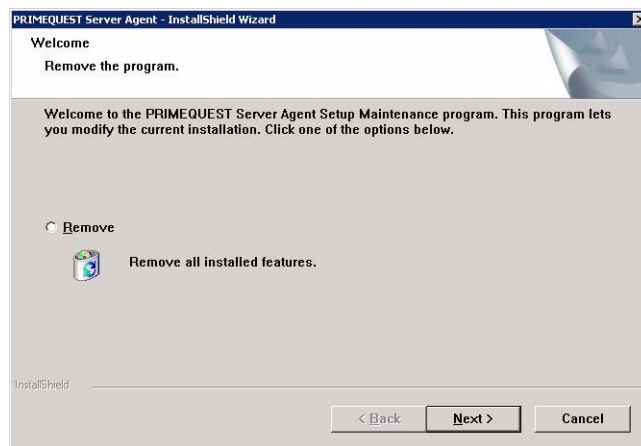 PRIMEQUEST Server Agent - InstallShield Wizard
Welcome
Remove the program.
Welcome to the PRIMEQUEST Server Agent Setup Maintenance program. This program lets
you modify the current installation. Click one of the options below.
Remove
Remove all installed features.
InstallShield
< Back
Next >
Cancel